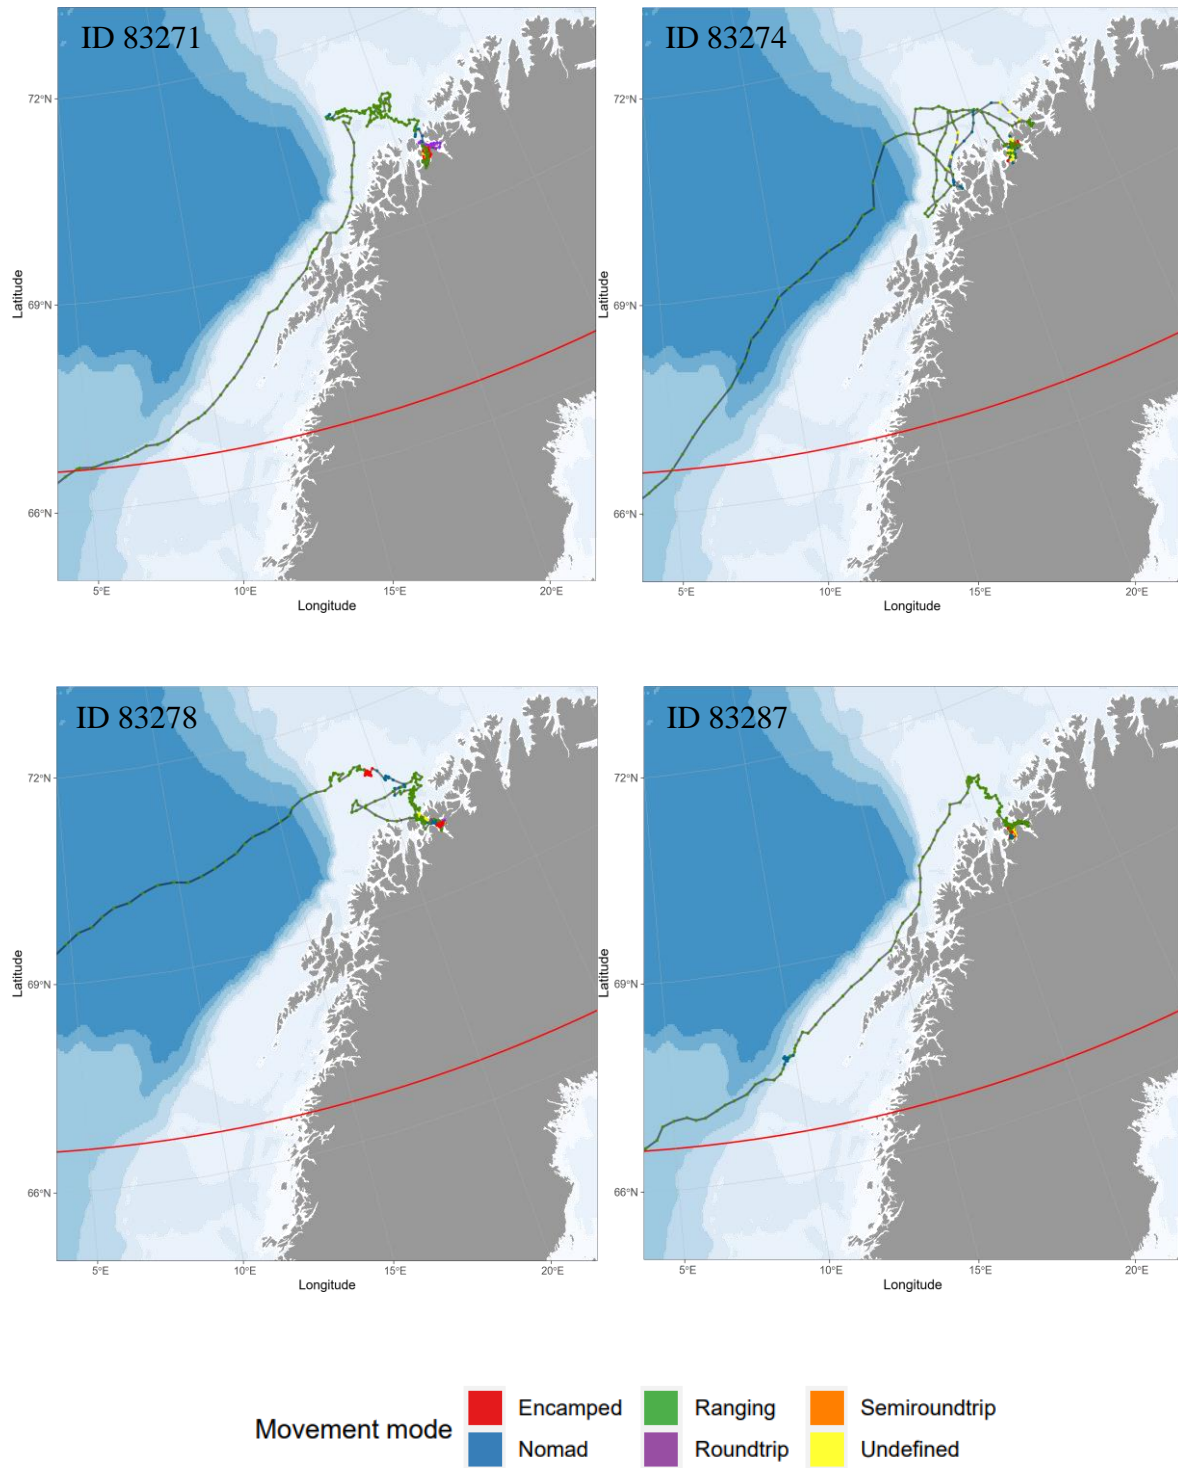 ID 83271
ID 83274
72°N
69°N
66°N
Latitude
5°E
10°E
15°E
20°E
Longitude
72°N
69°N
66°N
Latitude
5°E
10°E
15°E
20°E
Longitude
ID 83278
ID 83287
72°N
69°N
66°N
Latitude
5°E
10°E
15°E
20°E
Longitude
72°N
69°N
66°N
Latitude
5°E
10°E
15°E
20°E
Longitude
Movement mode
Encamped
Ranging
Semiroundtrip
Nomad
Roundtrip
Undefined